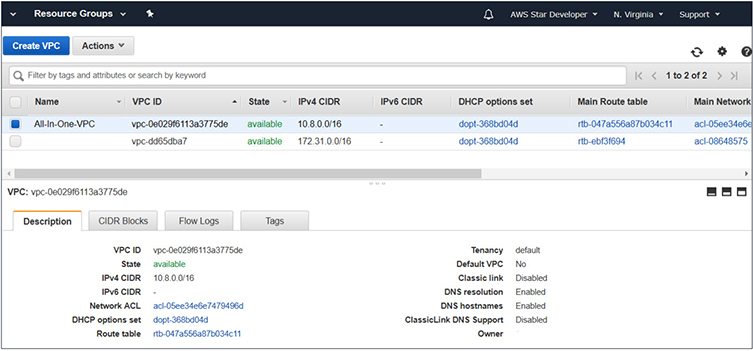 Resource Groups AWS Star Developer N. Virginia Support
Create VPC Actions
Filter by tags and attributes or search by keyword 1 to 2 of 2
Name VPC ID State IPv4 CIDR IPv6 CIDR DHCP options set Main Route table Main Network
All-In-One-VPC vpc-0e029f6113a3775de available 10.8.0.0/16 - dopt-368bd04d rtb-047a556a87b034c11 acl-05ee34e6e
vpc-dd65dba7 available 172.31.0.0/16 - dopt-368bd04d rtb-ebf3f694 acl-08648575
VPC: vpc-0e029f6113a3775de
Description CIDR Blocks Flow Logs Tags
VPC ID vpc-0e029f6113a3775de Tenancy default
State available Default VPC No
IPv4 CIDR 10.8.0.0/16 Classic link Disabled
IPv6 CIDR - DNS resolution Enabled
Network ACL acl-05ee34e6e7479496d DNS hostnames Enabled
DHCP options set dopt-368bd04d ClassicLink DNS Support Disabled
Route table rtb-047a556a87b034c11 Owner